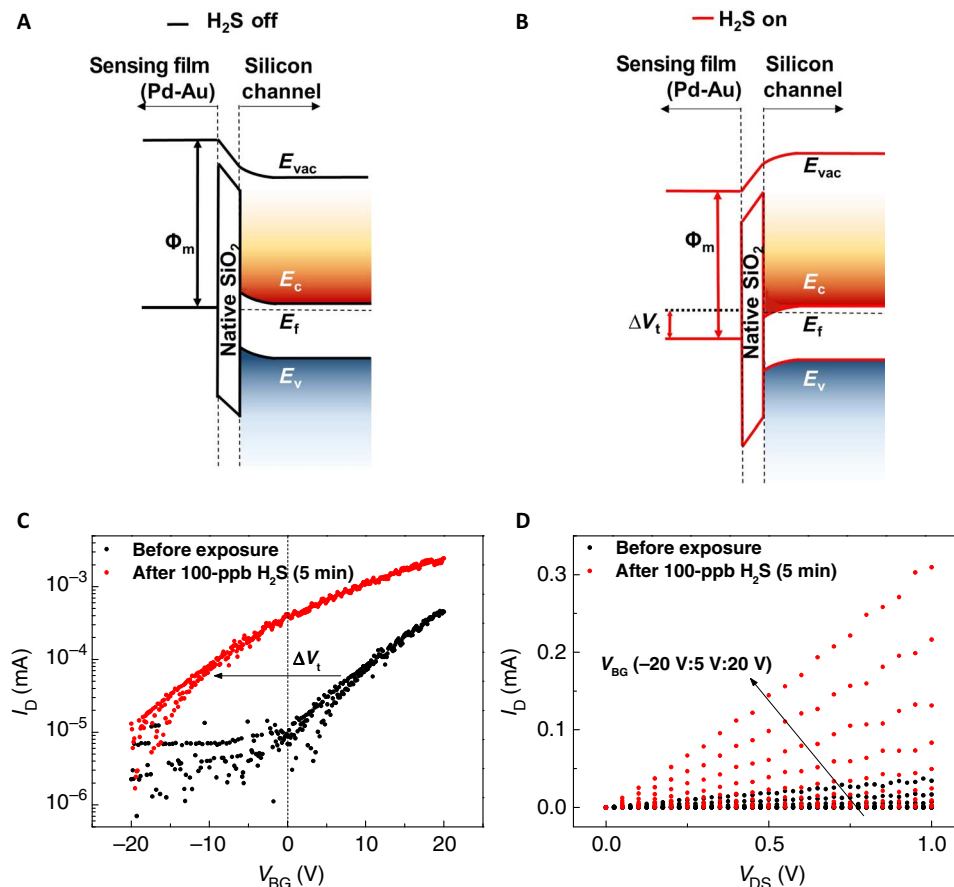 A
— H₂S off
Sensing film
(Pd-Au)
Silicon
channel
Evac
Φm
Native SiO₂
Ec
Ef
Ev
B
— H₂S on
Sensing film
(Pd-Au)
Silicon
channel
Evac
Φm
Native SiO₂
Ec
ΔVt
Ef
Ev
C
Before exposure
After 100-ppb H₂S (5 min)
10⁻³
10⁻⁴
10⁻⁵
10⁻⁶
ΔVt
ID (mA)
−20
−10
0
10
20
VBG (V)
D
Before exposure
After 100-ppb H₂S (5 min)
0.3
0.2
0.1
0.0
VBG (–20 V:5 V:20 V)
ID (mA)
0.0
0.5
1.0
VDS (V)